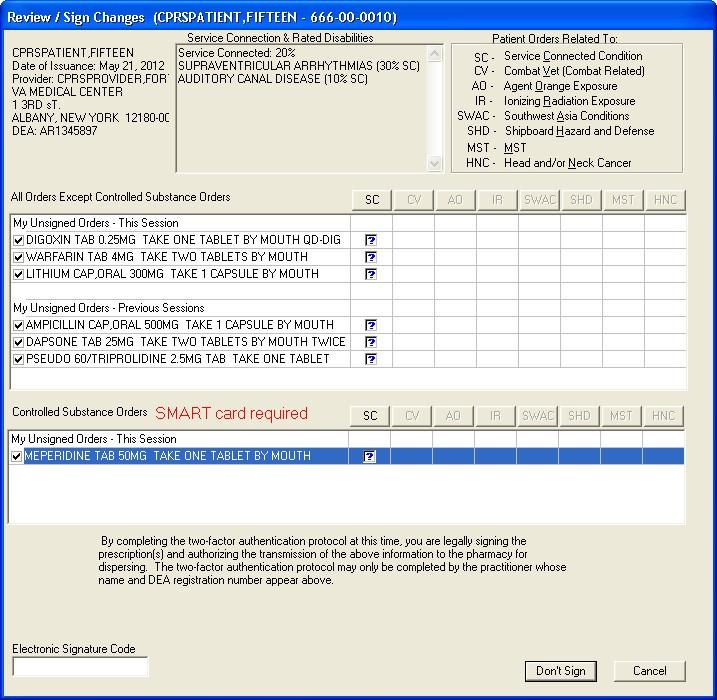 Review / Sign Changes (CPRSPATIENT,FIFTEEN - 666-00-0010)
CPRSPATIENT,FIFTEEN
Date of Issuance: May 21, 2012
Provider: CPRSPROVIDER,FOR
VA MEDICAL CENTER
1 3RD sT.
ALBANY, NEW YORK 12180-00
DEA: AR1345897
Service Connection & Rated Disabilities
Service Connected: 20%
SUPRAVENTRICULAR ARRHYTHMIAS (30% SC)
AUDITORY CANAL DISEASE (10% SC)
Patient Orders Related To:
SC - Service Connected Condition
CV - Combat Vet (Combat Related)
AO - Agent Orange Exposure
IR - Ionizing Radiation Exposure
SWAC - Southwest Asia Conditions
SHD - Shipboard Hazard and Defense
MST - MST
HNC - Head and/or Neck Cancer
All Orders Except Controlled Substance Orders SC CV AO IR SWAC SHD MST HNC
My Unsigned Orders - This Session
DIGOXIN TAB 0.25MG TAKE ONE TABLET BY MOUTH QD-DIG ?
WARFARIN TAB 4MG TAKE TWO TABLETS BY MOUTH ?
LITHIUM CAP,ORAL 300MG TAKE 1 CAPSULE BY MOUTH ?
My Unsigned Orders - Previous Sessions
AMPICILLIN CAP,ORAL 500MG TAKE 1 CAPSULE BY MOUTH ?
DAPSONE TAB 25MG TAKE TWO TABLETS BY MOUTH TWICE ?
PSEUDO 60/TRIPROLIDINE 2.5MG TAB TAKE ONE TABLET ?
Controlled Substance Orders SMART card required SC CV AO IR SWAC SHD MST HNC
My Unsigned Orders - This Session
MEPERIDINE TAB 50MG TAKE ONE TABLET BY MOUTH ?
By completing the two-factor authentication protocol at this time, you are legally signing the
prescription(s) and authorizing the transmission of the above information to the pharmacy for
dispersing. The two-factor authentication protocol may only be completed by the practitioner whose
name and DEA registration number appear above.
Electronic Signature Code
Don't Sign Cancel